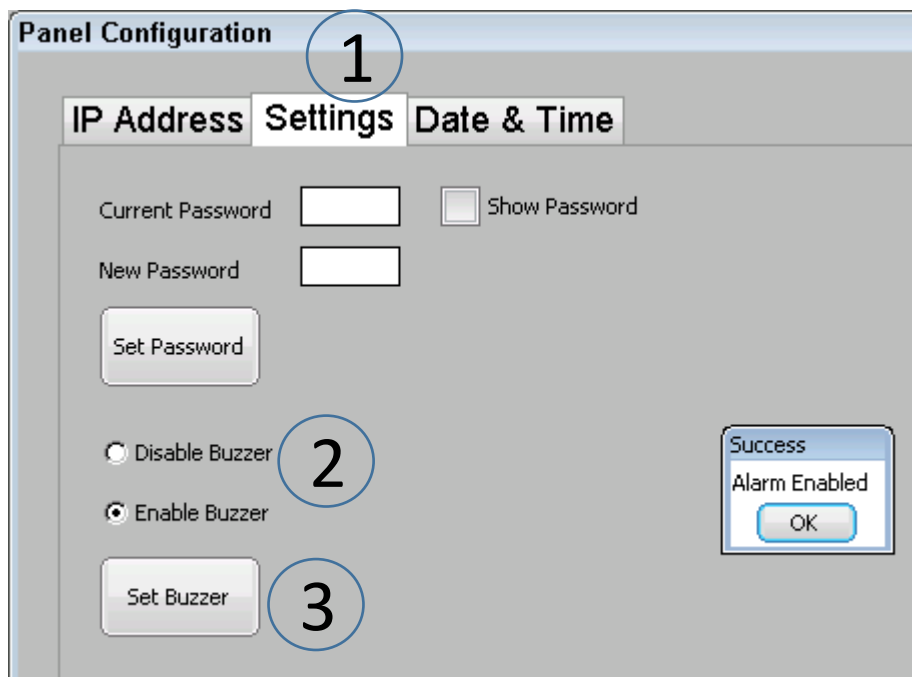 Panel Configuration
1
IP Address Settings Date & Time
Current Password Show Password
New Password
Set Password
Disable Buzzer 2
Enable Buzzer
Success
Alarm Enabled
OK
Set Buzzer 3